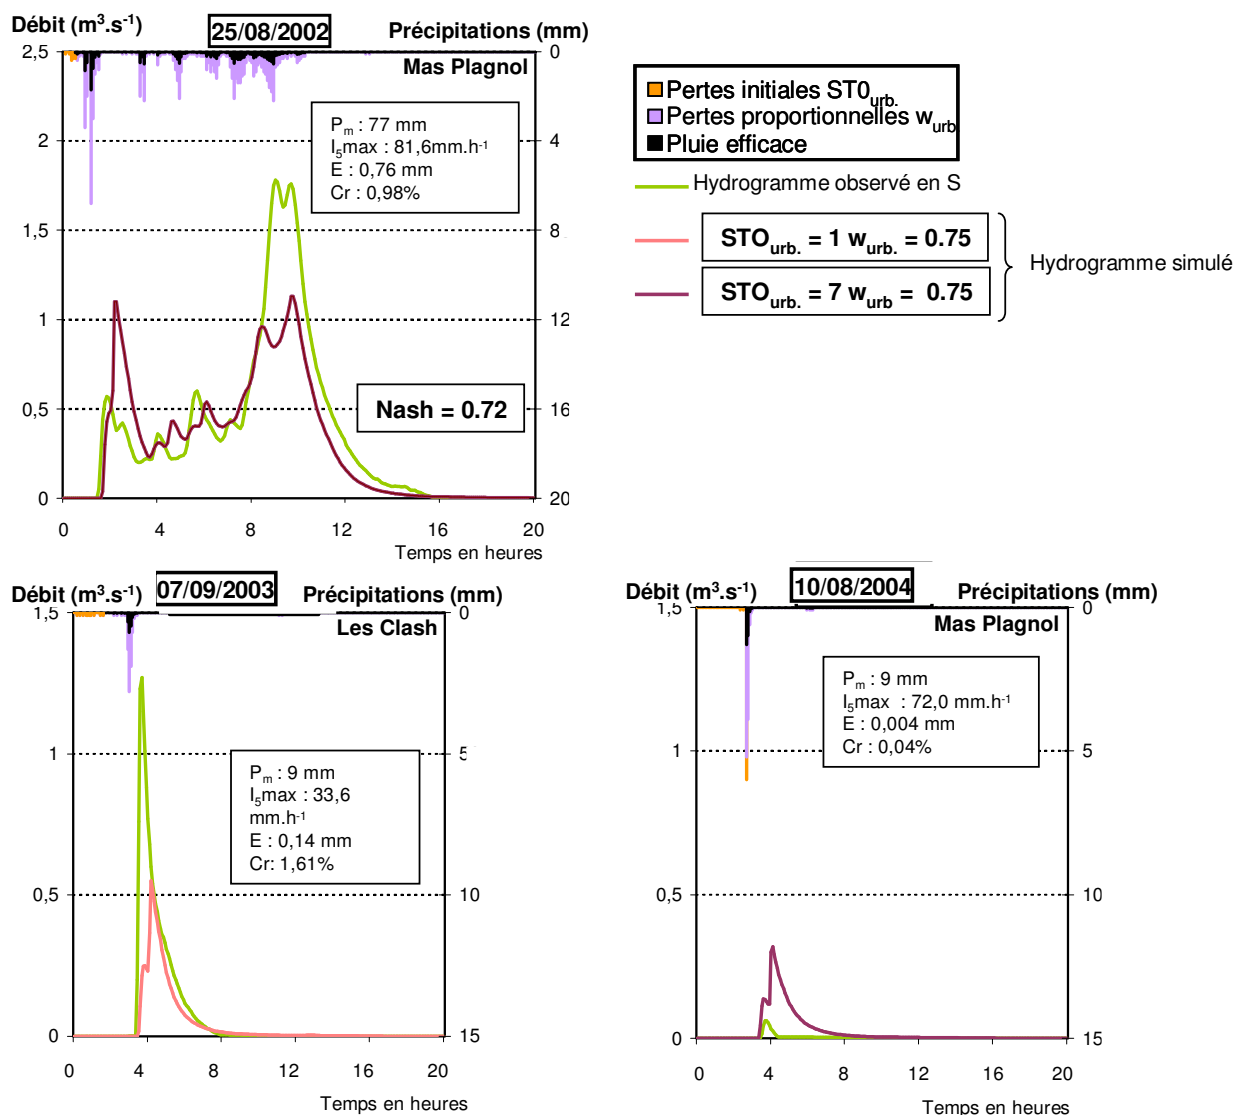 Débit (m³.s⁻¹) 25/08/2002 Précipitations (mm)
Mas Plagnol
2,5
2
1,5
1
0,5
0
0
4
8
12
16
20
P_m : 77 mm
I₅max : 81,6mm.h⁻¹
E : 0,76 mm
Cr : 0,98%
Nash = 0.72
0 4 8 12 16 20
Temps en heures
Pertes initiales ST0urb.
Pertes proportionnelles wurb.
Pluie efficace
Hydrogramme observé en S
STOurb. = 1 wurb. = 0.75
STOurb. = 7 wurb = 0.75
Hydrogramme simulé
Débit (m³.s⁻¹) 07/09/2003 Précipitations (mm)
Les Clash
1,5
1
0,5
0
0
5
10
15
P_m : 9 mm
I₅max : 33,6
mm.h⁻¹
E : 0,14 mm
Cr: 1,61%
0 4 8 12 16 20
Temps en heures
Débit (m³.s⁻¹) 10/08/2004 Précipitations (mm)
Mas Plagnol
1,5
1
0,5
0
0
5
10
15
P_m : 9 mm
I₅max : 72,0 mm.h⁻¹
E : 0,004 mm
Cr : 0,04%
0 4 8 12 16 20
Temps en heures